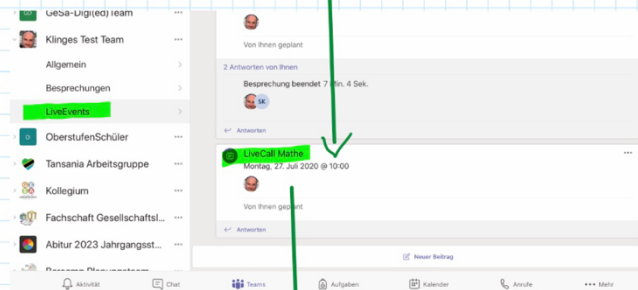 GeSa-Digi(ed) Team
Klinges Test Team
Allgemein
Besprechungen
LiveEvents
OberstufenSchüler
Tansania Arbeitsgruppe
Kollegium
Fachschaft Gesellschaftsl...
Abitur 2023 Jahrgangsst...
Von Ihnen geplant
2 Antworten von Ihnen
Besprechung beendet 7 Min. 4 Sek.
SK
Antworten
LiveCall Mathe
Montag, 27. Juli 2020 @ 10:00
Von Ihnen geplant
Antworten
Neuer Beitrag
Aktivität
Chat
Teams
Aufgaben
Kalender
Anrufe
Mehr